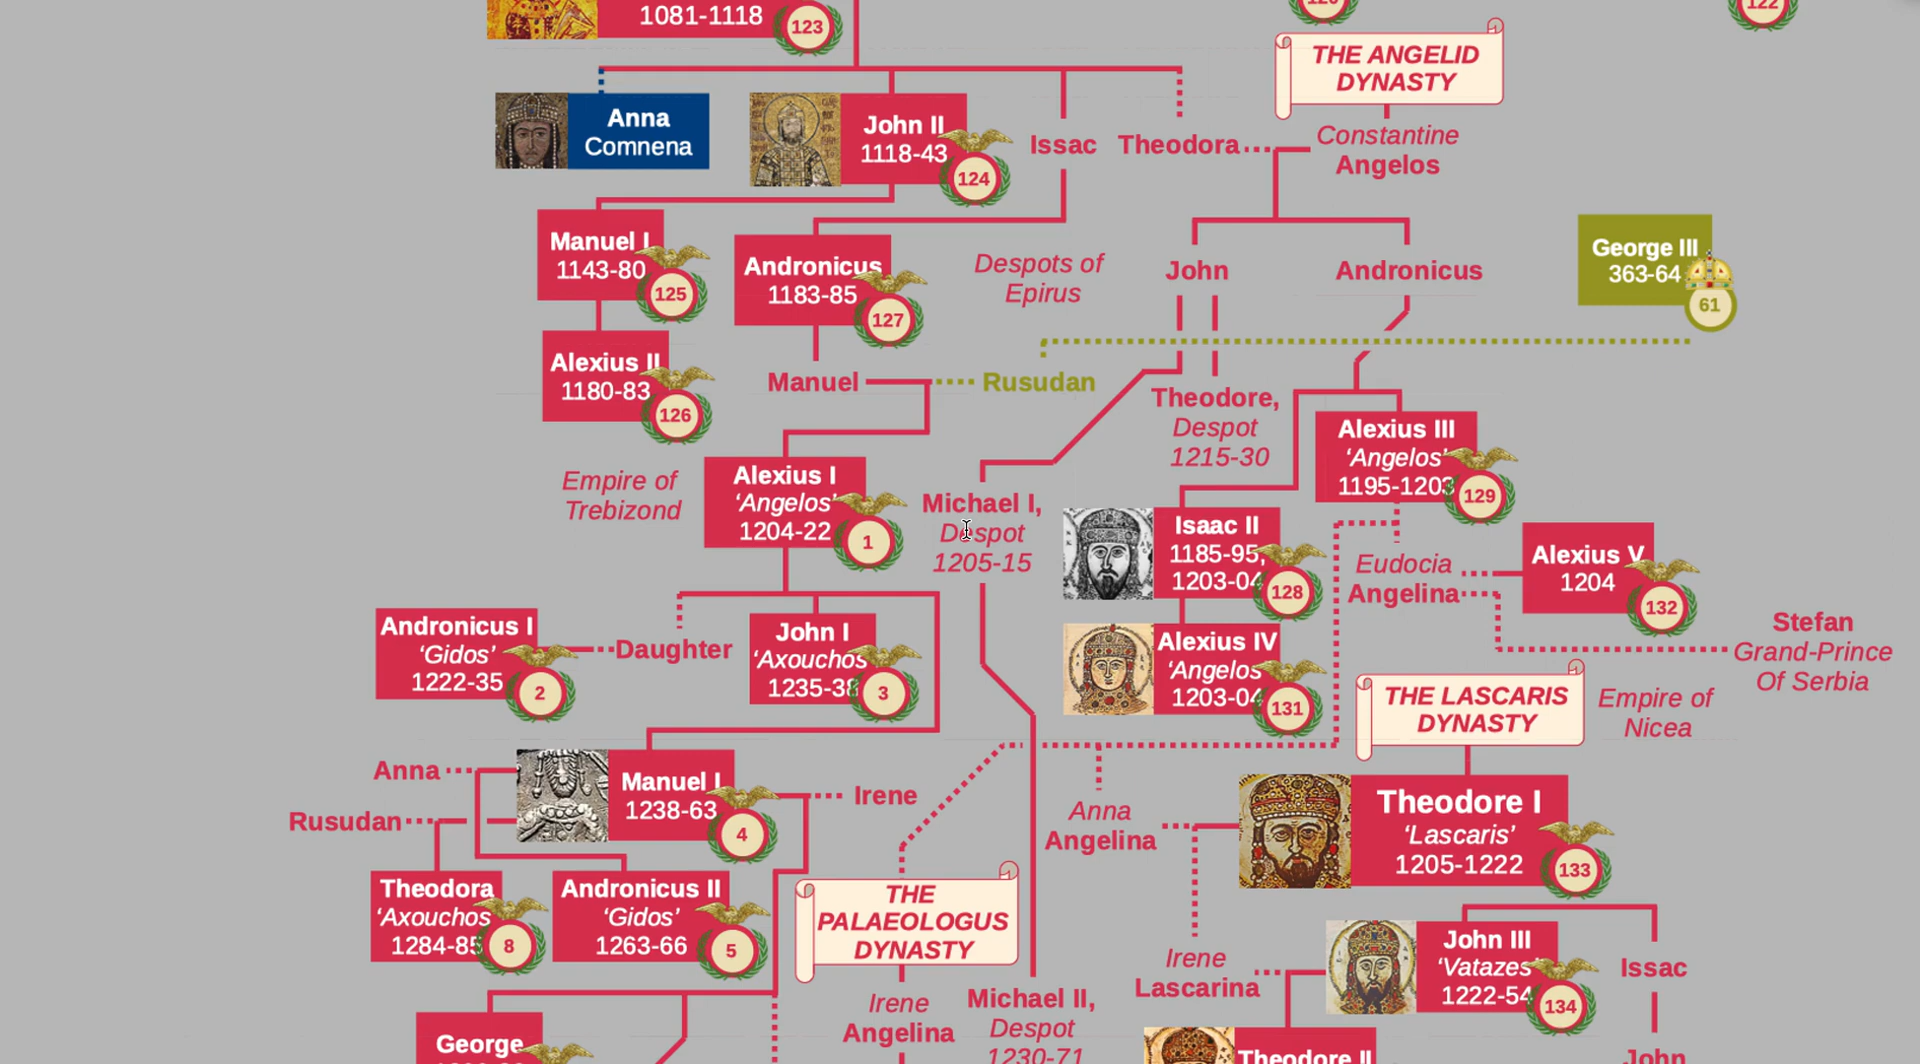 1081-1118
123
122
THE ANGELID
DYNASTY
Anna
Comnena
John II
1118-43
124
Issac
Theodora
Constantine
Angelos
Manuel I
1143-80
125
Andronicus
1183-85
127
Despots of
Epirus
John
Andronicus
George III
363-64
61
Alexius II
1180-83
126
Manuel
Rusudan
Theodore,
Despot
1215-30
Alexius III
‘Angelos’
1195-1203
129
Empire of
Trebizond
Alexius I
‘Angelos’
1204-22
1
Michael I,
Despot
1205-15
Isaac II
1185-95,
1203-04
128
Eudocia
Angelina
Alexius V
1204
132
Stefan
Grand-Prince
Of Serbia
Andronicus I
‘Gidos’
1222-35
2
Daughter
John I
‘Axouchos
1235-38
3
Alexius IV
‘Angelos
1203-04
131
THE LASCARIS
DYNASTY
Empire of
Nicea
Anna
Rusudan
Manuel I
1238-63
4
Irene
Anna
Angelina
Theodore I
‘Lascaris’
1205-1222
133
Theodora
‘Axouchos
1284-85
8
Andronicus II
‘Gidos’
1263-66
5
THE
PALAEOLOGUS
DYNASTY
Irene
Angelina
Michael II,
Despot
1230-71
Irene
Lascarina
John III
‘Vatazes’
1222-54
134
Issac
George
Theodore II
John